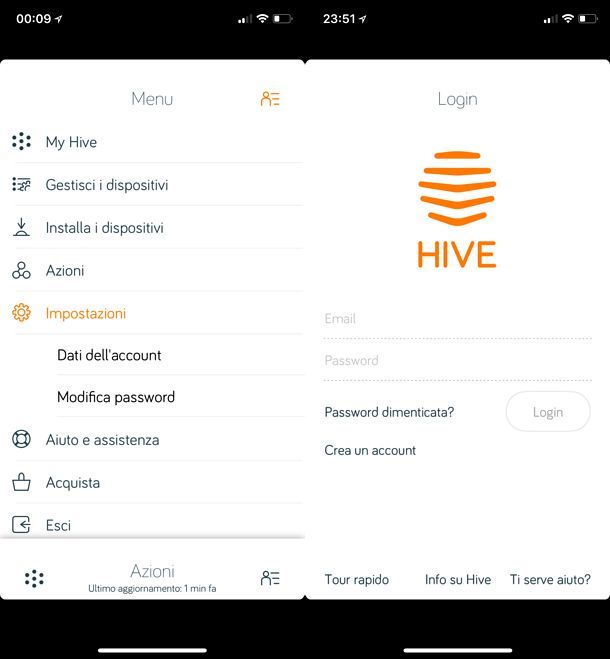 00:09
Menu
My Hive
Gestisci i dispositivi
Installa i dispositivi
Azioni
Impostazioni
Dati dell'account
Modifica password
Aiuto e assistenza
Acquista
Esci
Azioni
Ultimo aggiornamento: 1 min fa
23:51
Login
HIVE
Email
Password
Password dimenticata?
Login
Crea un account
Tour rapido
Info su Hive
Ti serve aiuto?